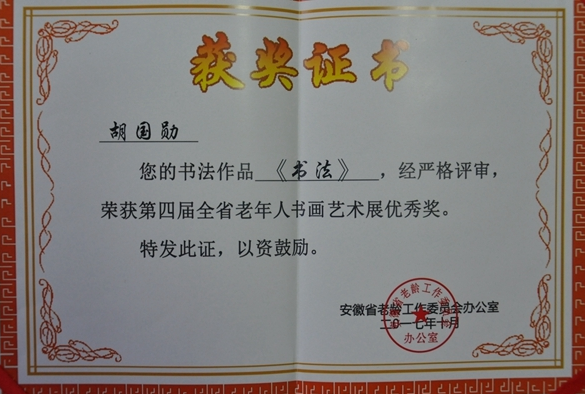 获奖证书
胡国勋
您的书法作品《书法》，经严格评审，
荣获第四届全省老年人书画艺术展优秀奖。
特发此证，以资鼓励。
安徽省老龄工作委员会办公室
二〇一七年十月
办公室